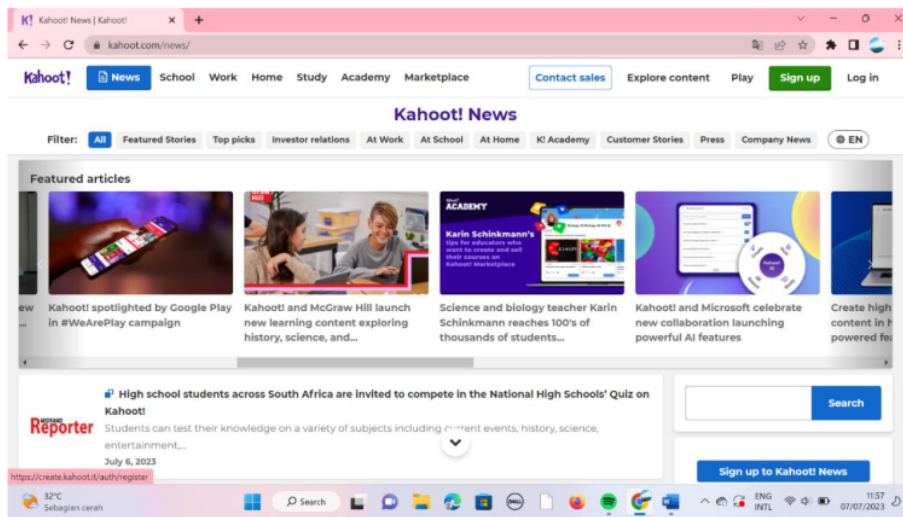 K! Kahoot! News | Kahoot!
kahoot.com/news/
Kahoot! News School Work Home Study Academy Marketplace Contact sales Explore content Play Sign up Log in
Kahoot! News
Filter: All Featured Stories Top picks Investor relations At Work At School At Home K! Academy Customer Stories Press Company News EN
Featured articles
ACADEMY
Karin Schinkmann's
tips for educators who
want to create and sell
their courses on
Kahoot! Marketplace
ew
...
Kahoot! spotlighted by Google Play
in #WeArePlay campaign
Kahoot! and McGraw Hill launch
new learning content exploring
history, science, and...
Science and biology teacher Karin
Schinkmann reaches 100's of
thousands of students...
Kahoot! and Microsoft celebrate
new collaboration launching
powerful AI features
Create high
content in h
powered fea
Reporter
High school students across South Africa are invited to compete in the National High Schools' Quiz on
Kahoot!
Students can test their knowledge on a variety of subjects including current events, history, science,
entertainment,...
July 6, 2023
Search
Sign up to Kahoot! News
https://create.kahoot.it/auth/register
32°C
Sebagian cerah
Search
ENG
INTL
11:57
07/07/2023